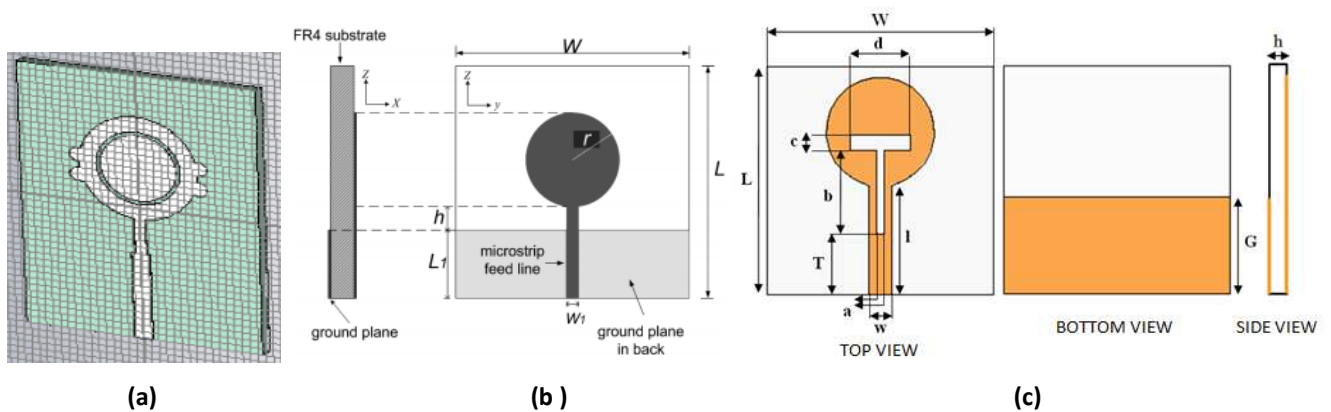 FR4 substrate
Z
X
W
Z
y
r
L
h
L1
microstrip
feed line
W1
ground plane
ground plane
in back
W
d
c
L
b
l
T
a
w
TOP VIEW
G
BOTTOM VIEW
h
SIDE VIEW
(a)
(b )
(c)